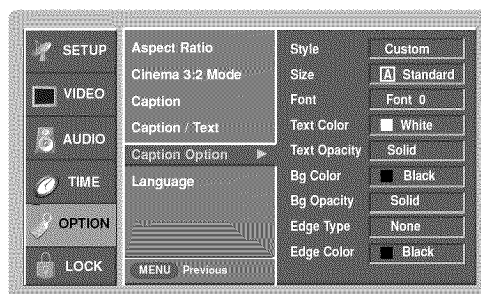 SETUP
VIDEO
AUDIO
TIME
OPTION
LOCK
Aspect Ratio
Cinema 3:2 Mode
Caption
Caption / Text
Caption Option
Language
MENU Previous
Style Custom
Size A Standard
Font Font 0
Text Color White
Text Opacity Solid
Bg Color Black
Bg Opacity Solid
Edge Type None
Edge Color Black